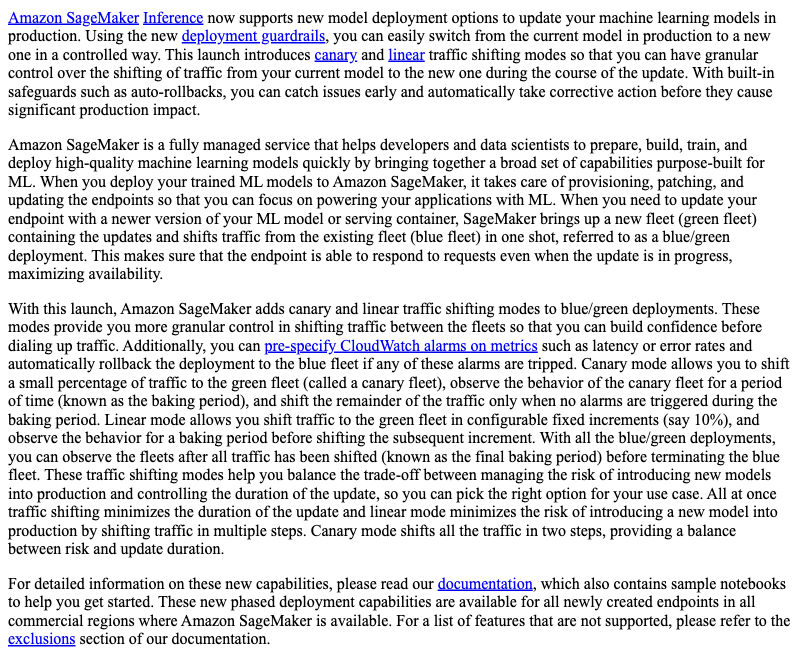 Amazon SageMaker Inference now supports new model deployment options to update your machine learning models in
production. Using the new deployment guardrails, you can easily switch from the current model in production to a new
one in a controlled way. This launch introduces canary and linear traffic shifting modes so that you can have granular
control over the shifting of traffic from your current model to the new one during the course of the update. With built-in
safeguards such as auto-rollbacks, you can catch issues early and automatically take corrective action before they cause
significant production impact.
Amazon SageMaker is a fully managed service that helps developers and data scientists to prepare, build, train, and
deploy high-quality machine learning models quickly by bringing together a broad set of capabilities purpose-built for
ML. When you deploy your trained ML models to Amazon SageMaker, it takes care of provisioning, patching, and
updating the endpoints so that you can focus on powering your applications with ML. When you need to update your
endpoint with a newer version of your ML model or serving container, SageMaker brings up a new fleet (green fleet)
containing the updates and shifts traffic from the existing fleet (blue fleet) in one shot, referred to as a blue/green
deployment. This makes sure that the endpoint is able to respond to requests even when the update is in progress,
maximizing availability.
With this launch, Amazon SageMaker adds canary and linear traffic shifting modes to blue/green deployments. These
modes provide you more granular control in shifting traffic between the fleets so that you can build confidence before
dialing up traffic. Additionally, you can pre-specify CloudWatch alarms on metrics such as latency or error rates and
automatically rollback the deployment to the blue fleet if any of these alarms are tripped. Canary mode allows you to shift
a small percentage of traffic to the green fleet (called a canary fleet), observe the behavior of the canary fleet for a period
of time (known as the baking period), and shift the remainder of the traffic only when no alarms are triggered during the
baking period. Linear mode allows you shift traffic to the green fleet in configurable fixed increments (say 10%), and
observe the behavior for a baking period before shifting the subsequent increment. With all the blue/green deployments,
you can observe the fleets after all traffic has been shifted (known as the final baking period) before terminating the blue
fleet. These traffic shifting modes help you balance the trade-off between managing the risk of introducing new models
into production and controlling the duration of the update, so you can pick the right option for your use case. All at once
traffic shifting minimizes the duration of the update and linear mode minimizes the risk of introducing a new model into
production by shifting traffic in multiple steps. Canary mode shifts all the traffic in two steps, providing a balance
between risk and update duration.
For detailed information on these new capabilities, please read our documentation, which also contains sample notebooks
to help you get started. These new phased deployment capabilities are available for all newly created endpoints in all
commercial regions where Amazon SageMaker is available. For a list of features that are not supported, please refer to the
exclusions section of our documentation.